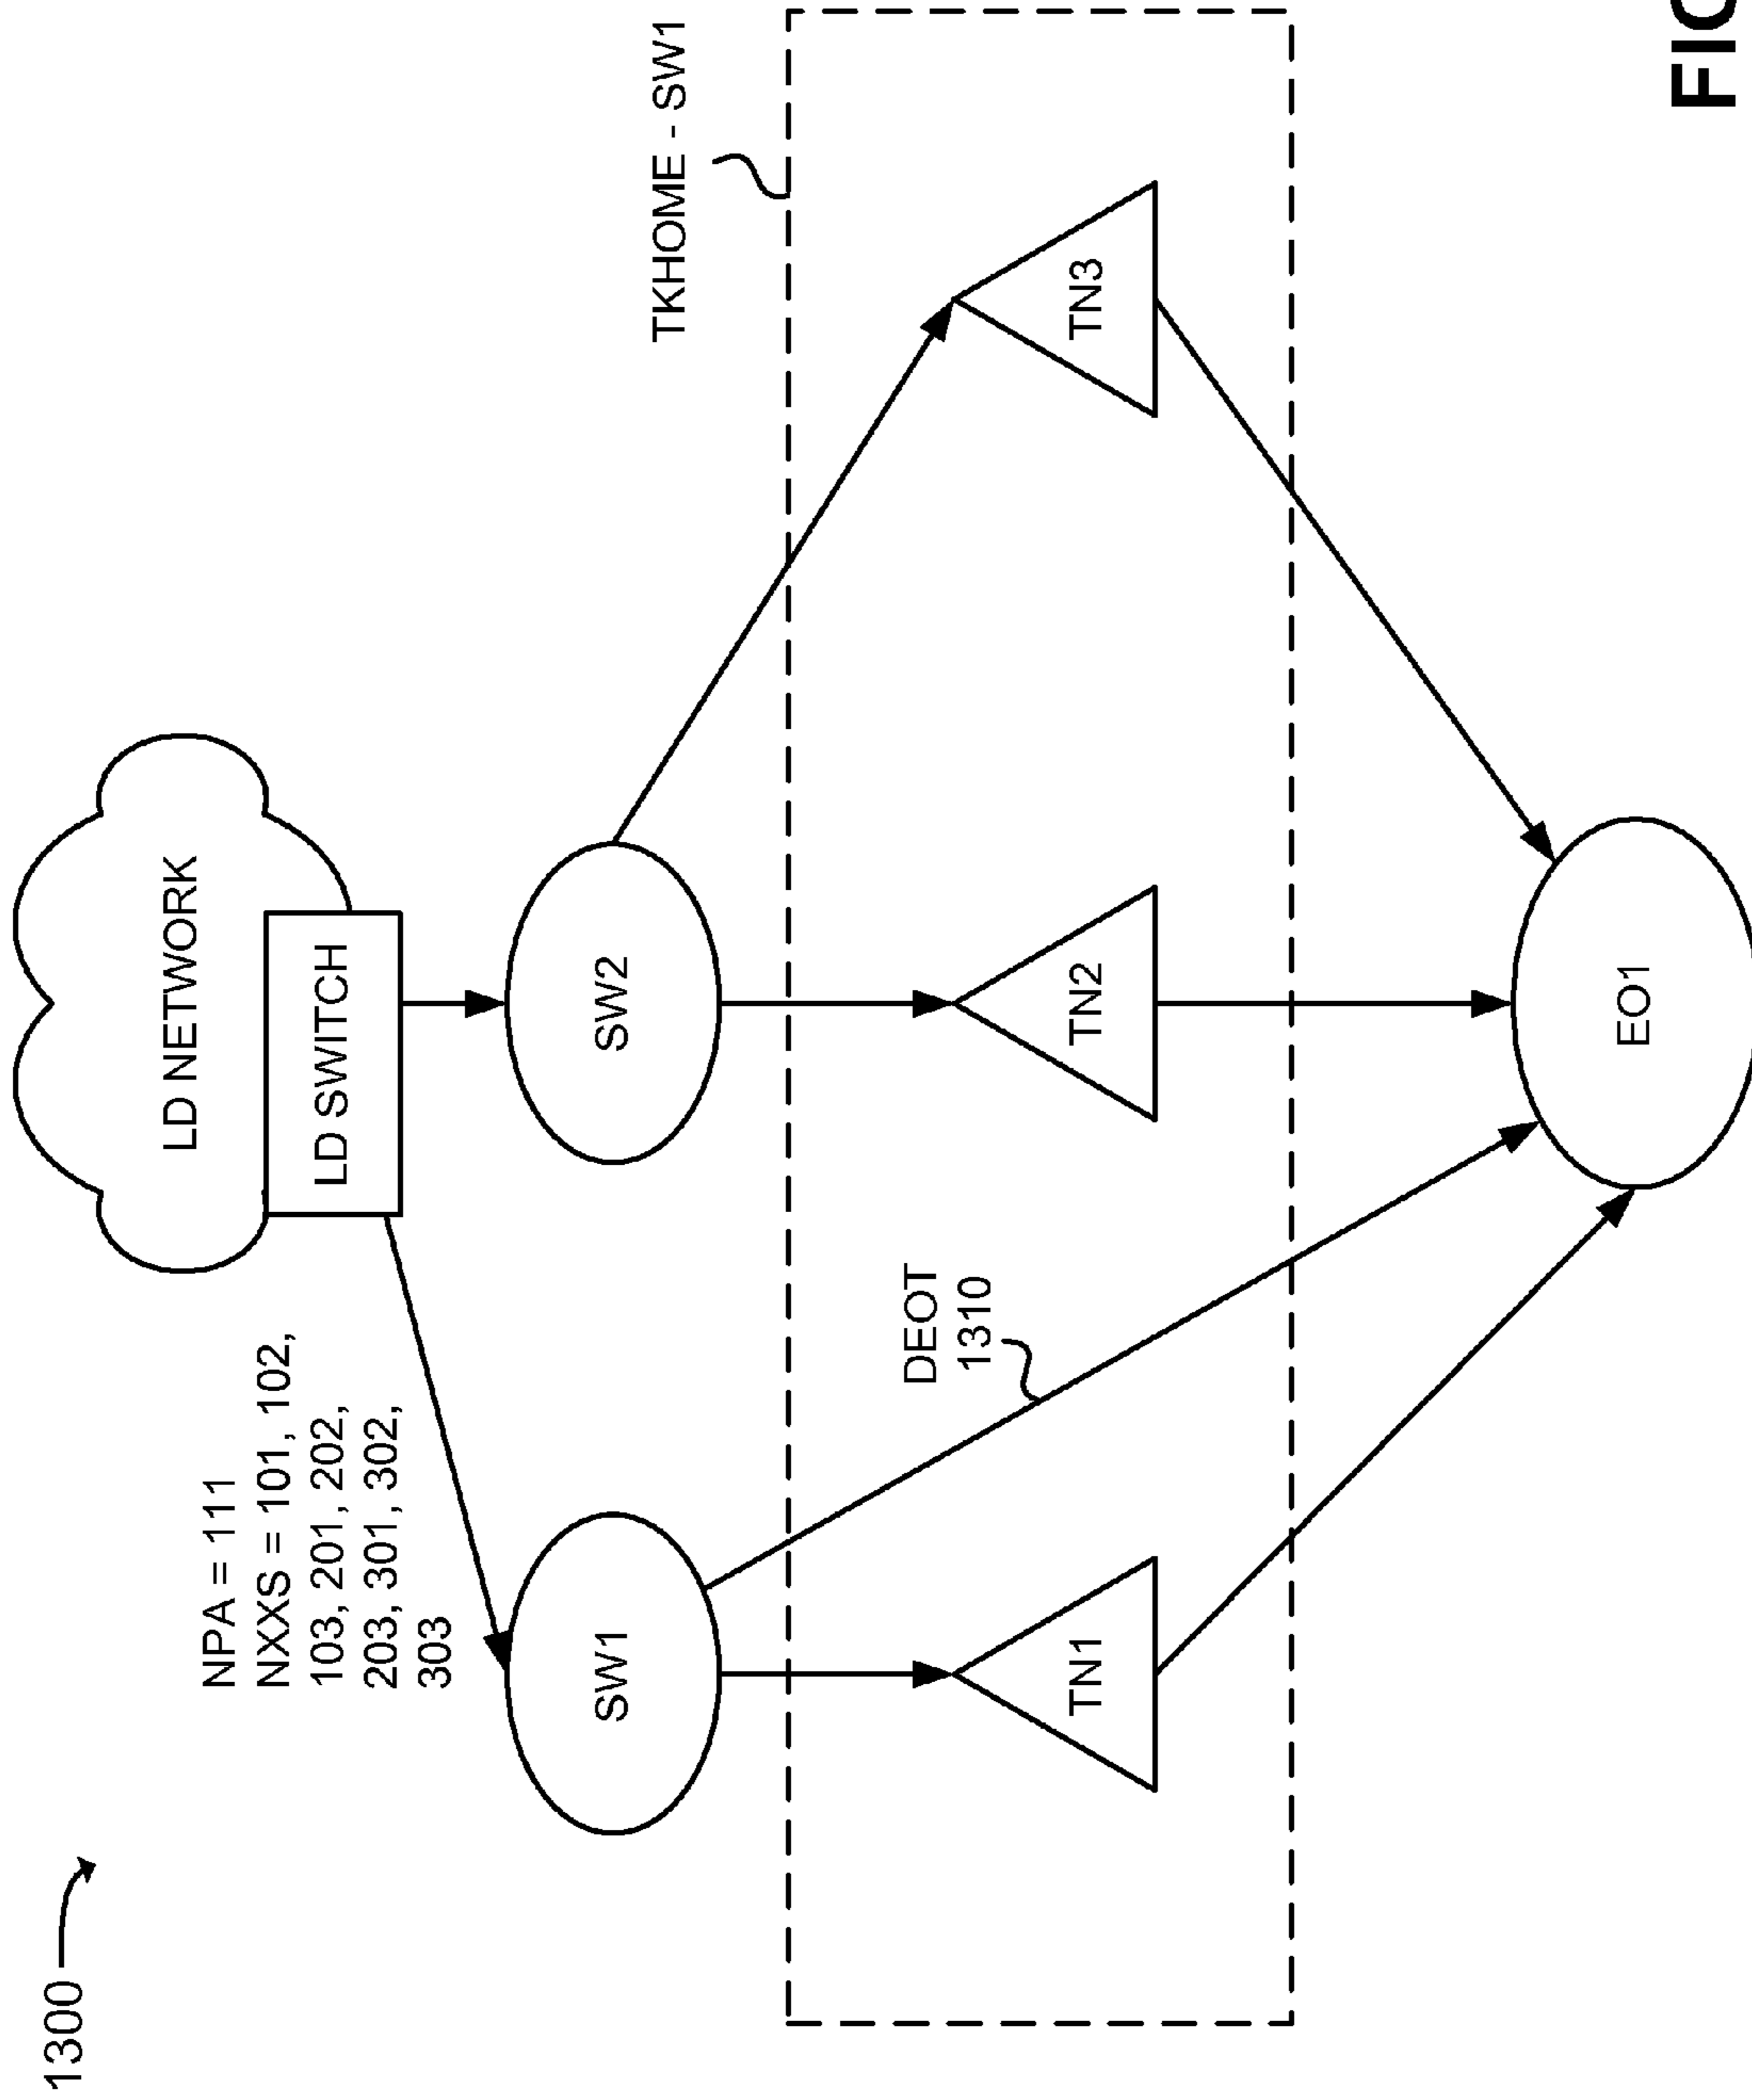 1300
LD NETWORK
LD SWITCH
NPA = 111
NXXS = 101, 102,
103, 201, 202,
203, 301, 302,
303
SW1
SW2
TKHOME - SW1
DEOT
1310
TN1
TN2
TN3
EO1